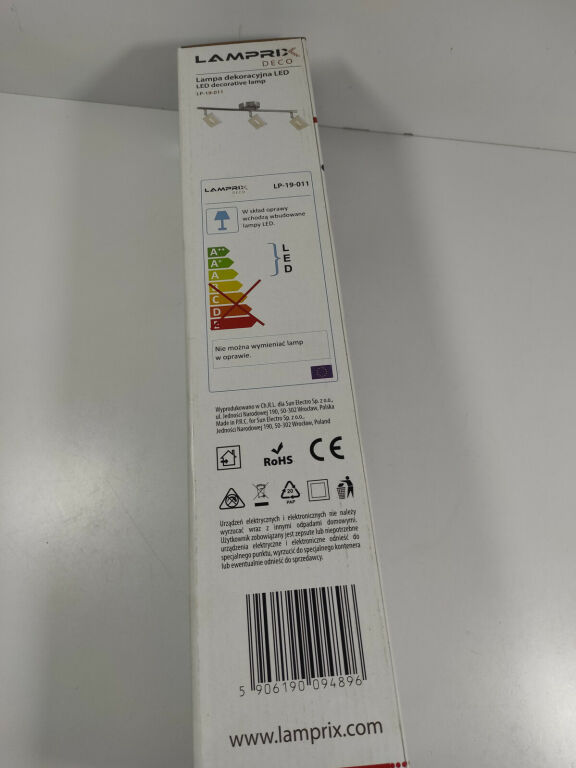 LAMPRIX
DECO
Lampa dekoracyjna LED
LED decorative lamp
LP-19-011
LAMPRIX
DECO
LP-19-011
W skład oprawy
wchodzą wbudowane
lampy LED.
A++
A+
A
B
C
D
E
L
E
D
Nie można wymieniać lamp
w oprawie.
Wyprodukowano w Ch.R.L. dla Sun Electro Sp. z o.o.,
ul. Jedności Narodowej 190, 50-302 Wrocław, Polska
Made in P.R.C. for Sun Electro Sp. z o.o.,
Jedności Narodowej 190, 50-302 Wrocław, Poland
RoHS
CE
20
PAP
Urządzeń elektrycznych i elektronicznych nie należy
wyrzucać wraz z innymi odpadami domowymi.
Użytkownik zobowiązany jest zepsute lub niepotrzebne
urządzenia elektryczne i elektroniczne odnieść do
specjalnego punktu, wyrzucić do specjalnego kontenera
lub ewentualnie odnieść do sprzedawcy.
5 906190 094896
www.lamprix.com